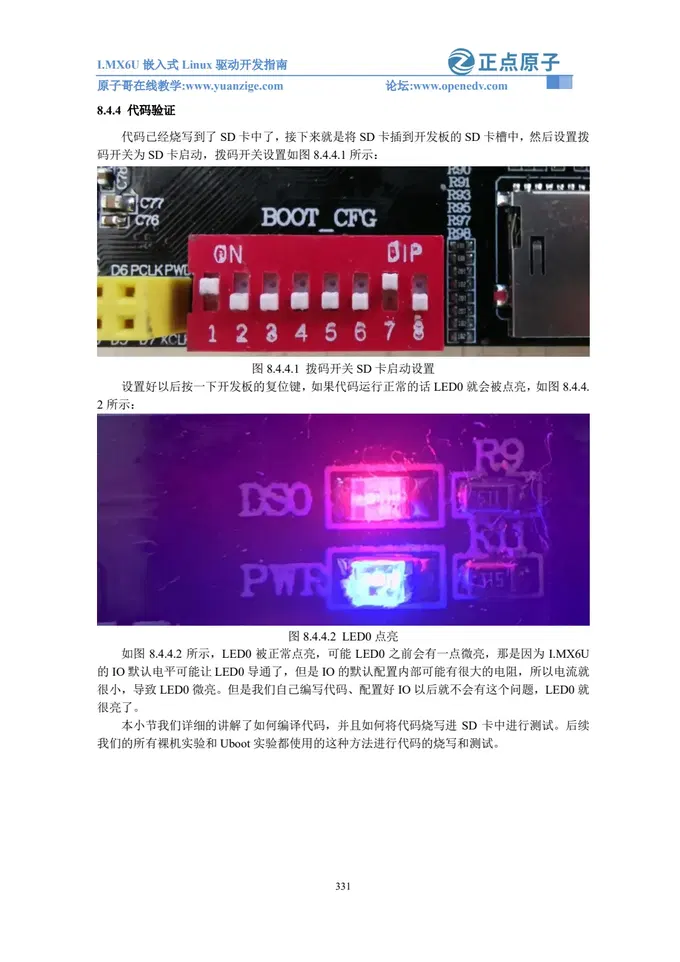 I.MX6U 嵌入式 Linux 驱动开发指南
正点原子
原子哥在线教学:www.yuanzige.com
论坛:www.openedv.com
8.4.4 代码验证
代码已经烧写到了 SD 卡中了，接下来就是将 SD 卡插到开发板的 SD 卡槽中，然后设置拨
码开关为 SD 卡启动，拨码开关设置如图 8.4.4.1 所示：
C77
C76
BOOT_CFG
R90
R91
R93
R95
R97
R98
ON
DIP
D6 PCLK PWD
1 2 3 4 5 6 7 8
图 8.4.4.1 拨码开关 SD 卡启动设置
设置好以后按一下开发板的复位键，如果代码运行正常的话 LED0 就会被点亮，如图 8.4.4.
2 所示：
R9
DS0
R11
PWR
图 8.4.4.2 LED0 点亮
如图 8.4.4.2 所示，LED0 被正常点亮，可能 LED0 之前会有一点微亮，那是因为 I.MX6U
的 IO 默认电平可能让 LED0 导通了，但是 IO 的默认配置内部可能有很大的电阻，所以电流就
很小，导致 LED0 微亮。但是我们自己编写代码、配置好 IO 以后就不会有这个问题，LED0 就
很亮了。
本小节我们详细的讲解了如何编译代码，并且如何将代码烧写进 SD 卡中进行测试。后续
我们的所有裸机实验和 Uboot 实验都使用的这种方法进行代码的烧写和测试。
331